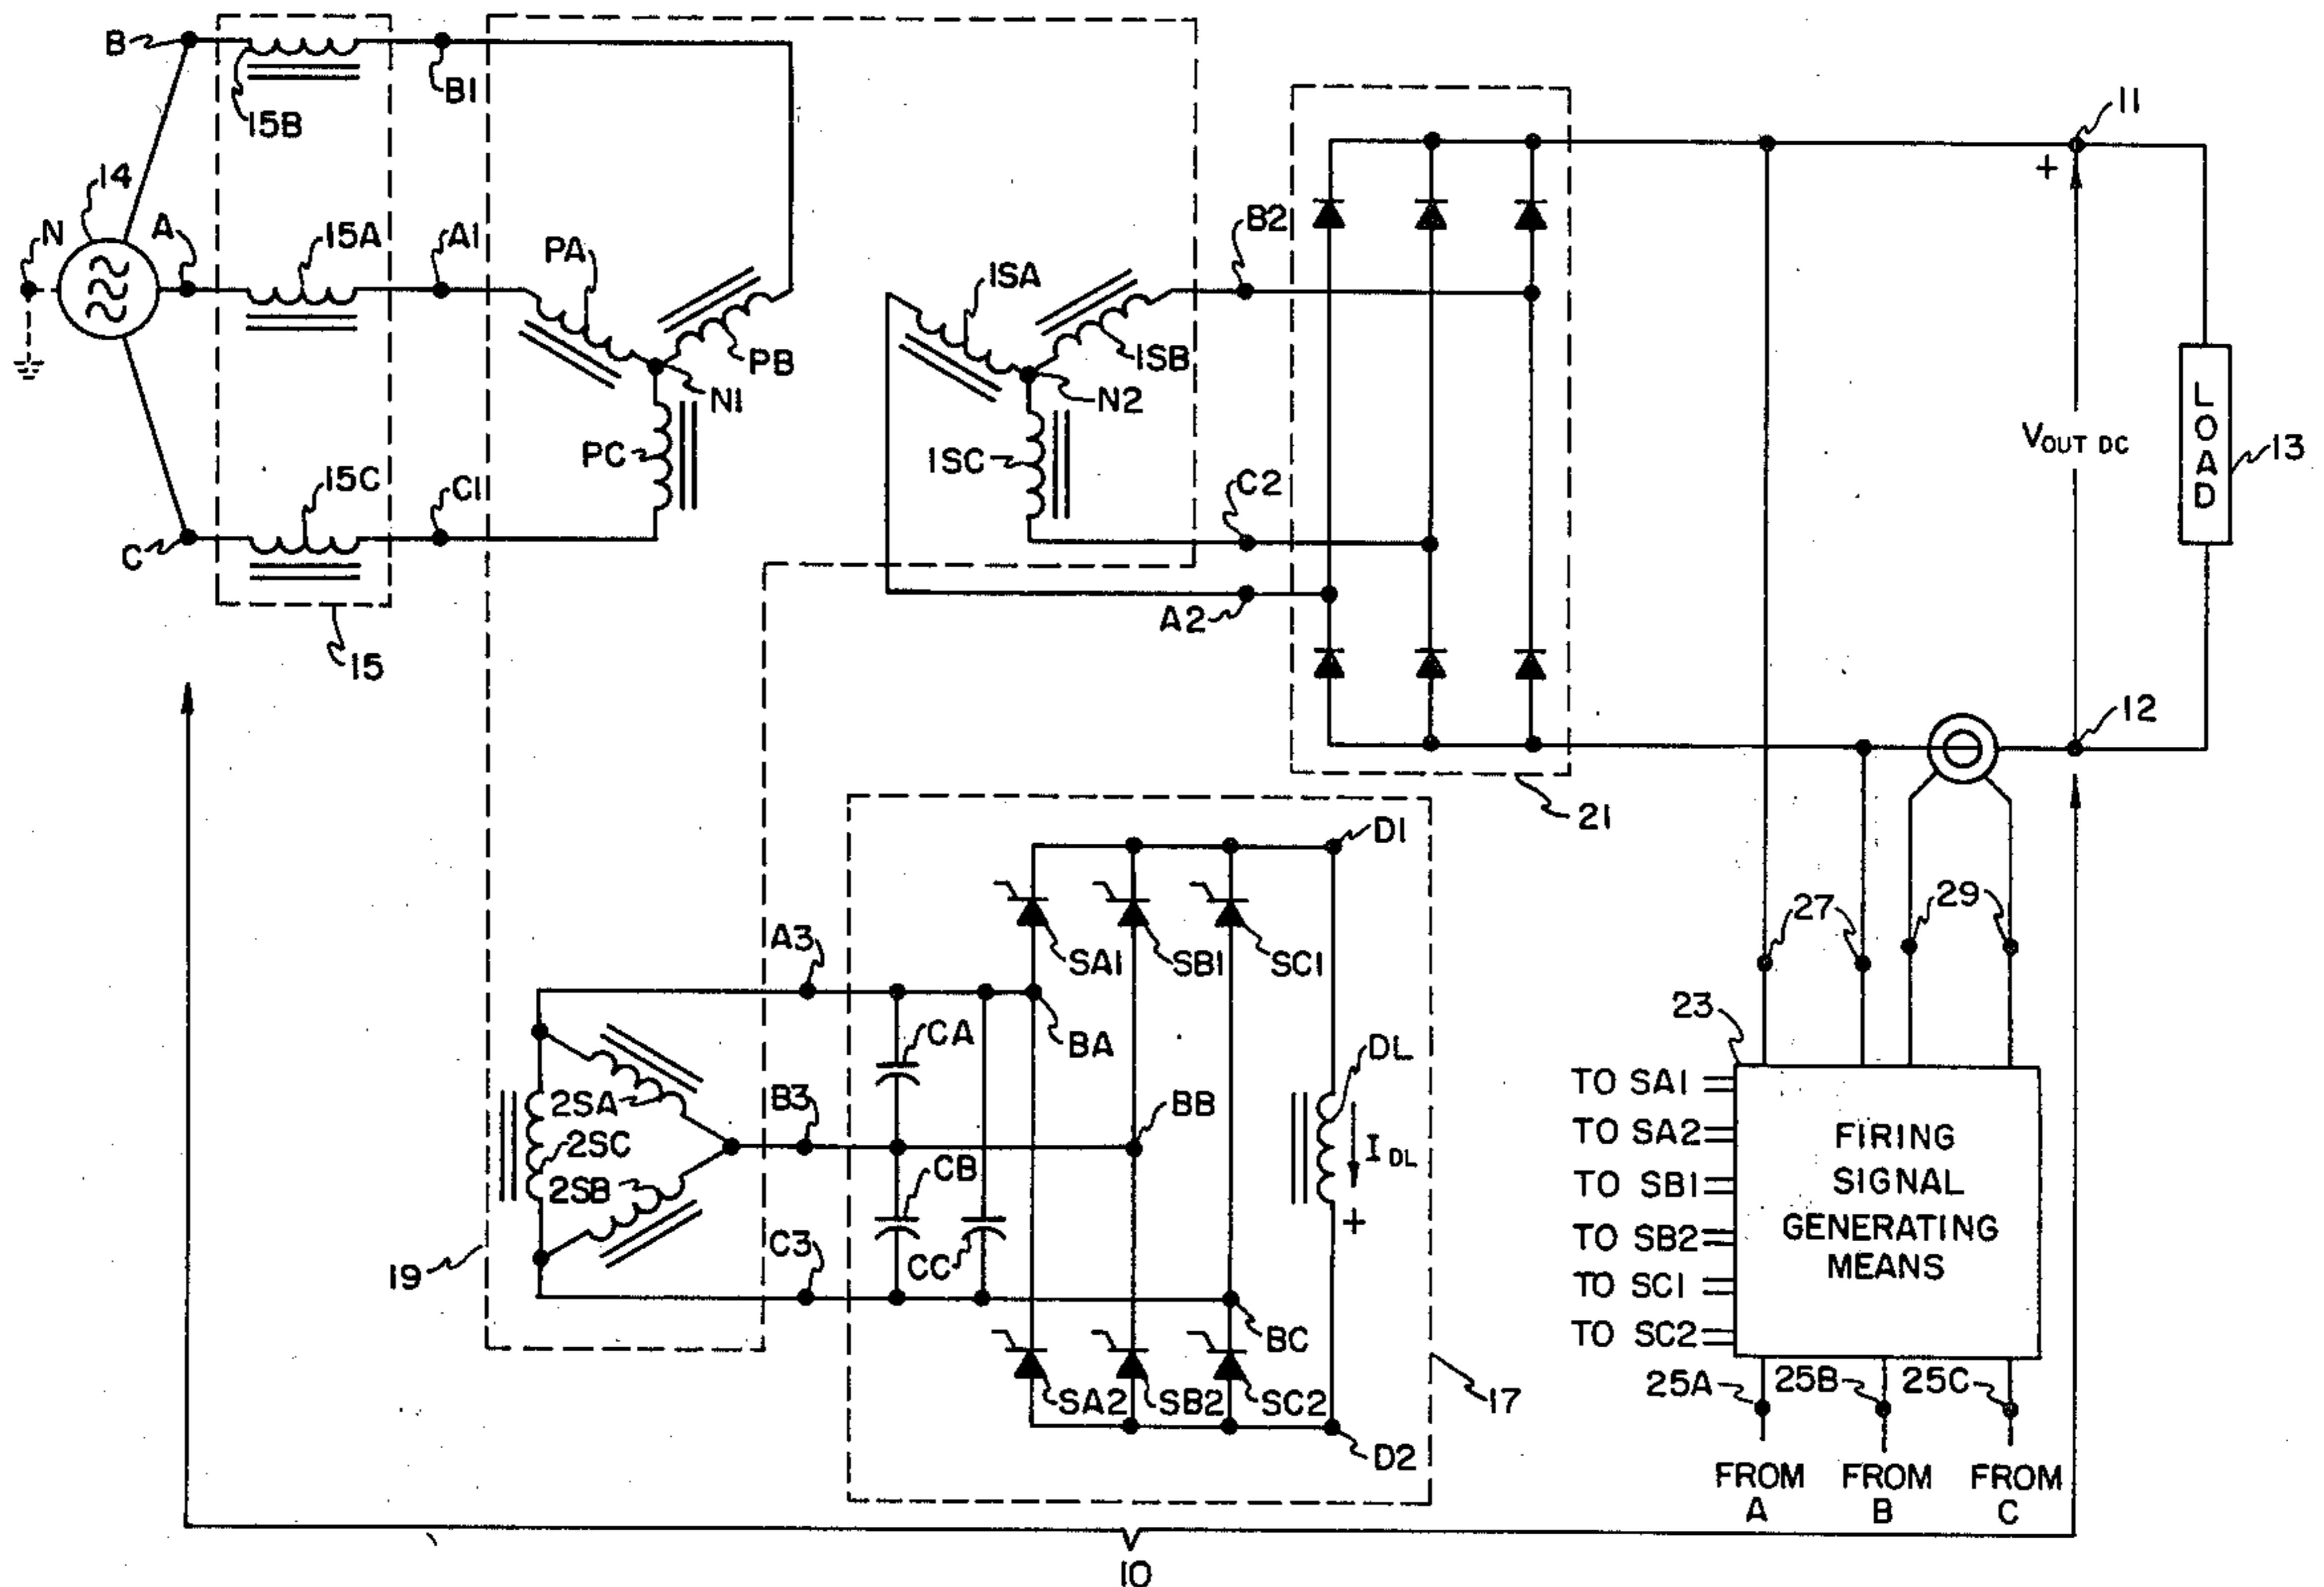 B
B1
15B
11
+
14
N
A
15A
A1
PA
B2
1SA
PB
1SB
N1
N2
PC
1SC
LOAD
V OUT DC
13
15C
C1
C2
C
A2
15
12
21
D1
SA1
SB1
SC1
A3
27
29
CA
BA
23
DL
2SA
B3
BB
TO SA1
TO SA2
TO SB1
TO SB2
TO SC1
TO SC2
FIRING
SIGNAL
GENERATING
MEANS
2SC
I DL
2SB
CB
+
C3
CC
19
BC
SA2
SB2
SC2
17
25A
25B
25C
D2
FROM A
FROM B
FROM C
10